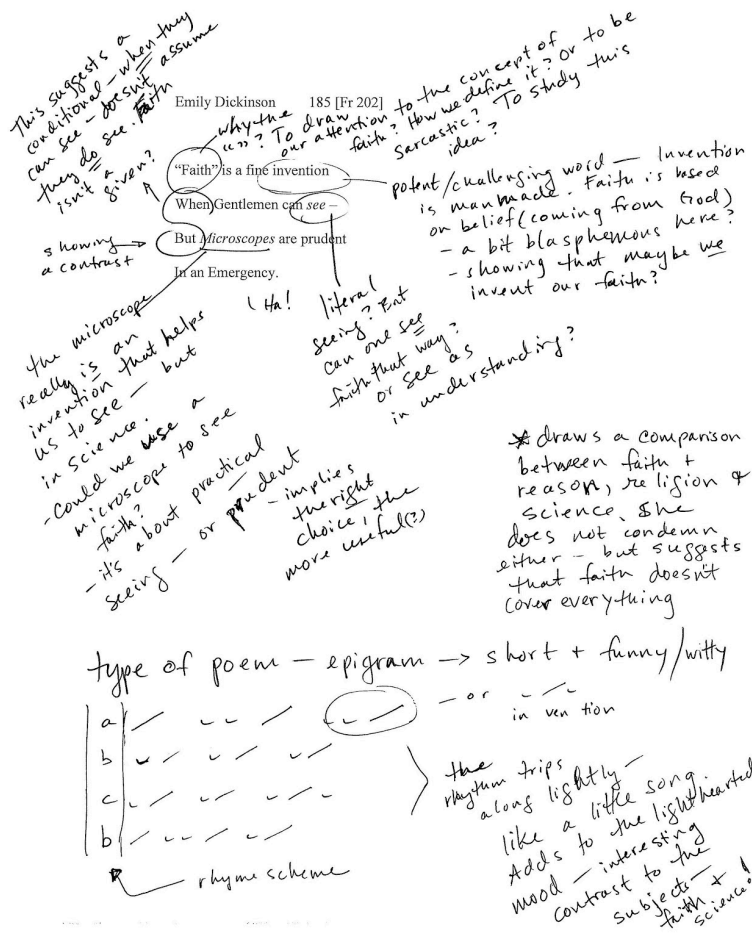 This suggests a
conditional – when they
can see – doesn't assume
they do see. Faith
isn't a
given?
Emily Dickinson 185 [Fr 202]
why the
" "? To draw
our attention to the concept of
faith? How we define it? Or to be
sarcastic? To study this
idea?
"Faith" is a fine invention
When Gentlemen can see –
But Microscopes are prudent
In an Emergency.
potent/challenging word – Invention
is manmade. Faith is based
on belief (coming from God)
– a bit blasphemous here?
– showing that maybe we
invent our faith?
showing
a contrast
( Ha!
literal
seeing? But
can one see
faith that way?
or see as
in understanding?
the microscope
really is an
invention that helps
us to see – but
in science.
- Could we use a
microscope to see
faith?
- it's about practical
seeing – or prudent
– implies
the right
choice, the
more useful(?)
* draws a comparison
between faith +
reason, religion &
science. She
does not condemn
either – but suggests
that faith doesn't
cover everything
type of poem – epigram → short + funny/witty
a
b
c
b
– or
in ven tion
rhyme scheme
the
rhythm trips
along lightly –
like a little song
Adds to the lighthearted
mood – interesting
contrast to the
subjects –
faith +
science!